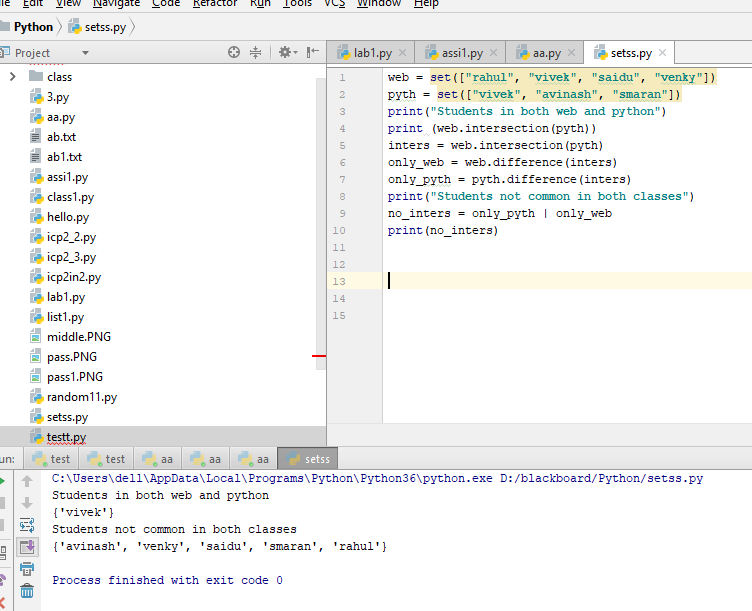 Edit View Navigate Code Refactor Run Tools VCS Window Help
Python setss.py
Project
lab1.py assi1.py aa.py setss.py
class
3.py
aa.py
ab.txt
ab1.txt
assi1.py
class1.py
hello.py
icp2_2.py
icp2_3.py
icp2in2.py
lab1.py
list1.py
middle.PNG
pass.PNG
pass1.PNG
random11.py
setss.py
testt.py
1 web = set(["rahul", "vivek", "saidu", "venky"])
2 pyth = set(["vivek", "avinash", "smaran"])
3 print("Students in both web and python")
4 print (web.intersection(pyth))
5 inters = web.intersection(pyth)
6 only_web = web.difference(inters)
7 only_pyth = pyth.difference(inters)
8 print("Students not common in both classes")
9 no_inters = only_pyth | only_web
10 print(no_inters)
11
12
13
14
15
un: test test aa aa aa setss
C:\Users\dell\AppData\Local\Programs\Python\Python36\python.exe D:/blackboard/Python/setss.py
Students in both web and python
{'vivek'}
Students not common in both classes
{'avinash', 'venky', 'saidu', 'smaran', 'rahul'}
Process finished with exit code 0